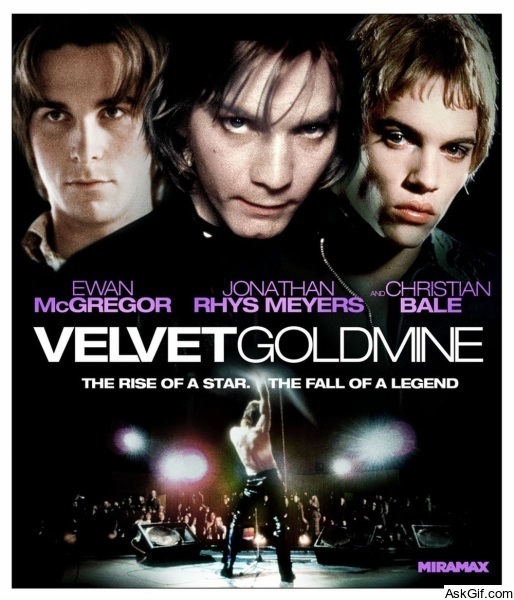 EWAN JONATHAN AND CHRISTIAN
McGREGOR RHYS MEYERS BALE
VELVETGOLDMINE
THE RISE OF A STAR. THE FALL OF A LEGEND
MIRAMAX
AskGif.com